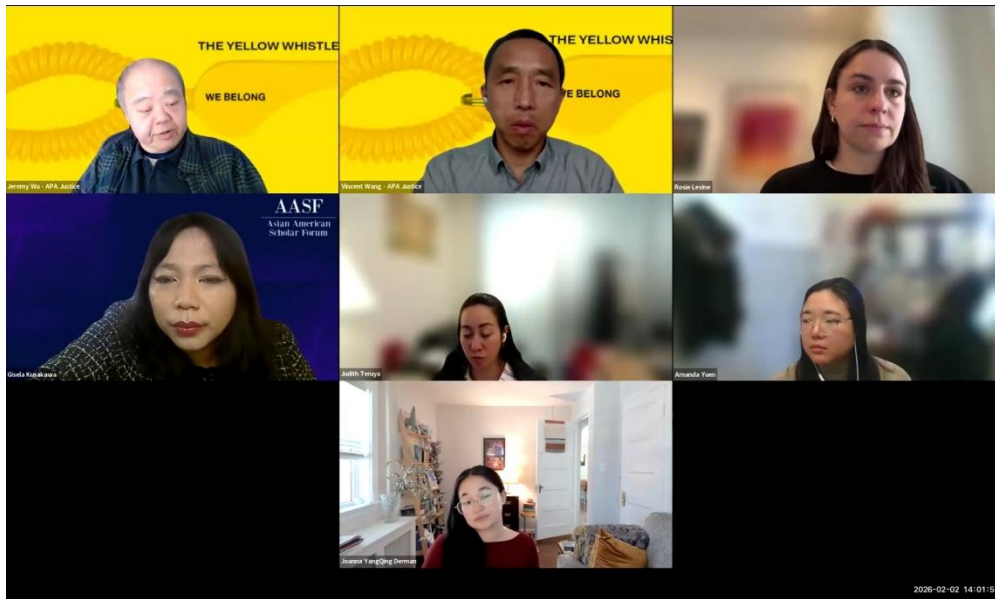 THE YELLOW WHISTLE
WE BELONG
Jeremy Wu - APA Justice
THE YELLOW WHIS
E BELONG
Vincent Wang - APA Justice
Rosie Levine
AASF
Asian American
Scholar Forum
Gisela Kusakawa
Judith Teruya
Amanda Yuen
Joanna YangQing Derman
2026-02-02 14:01:5